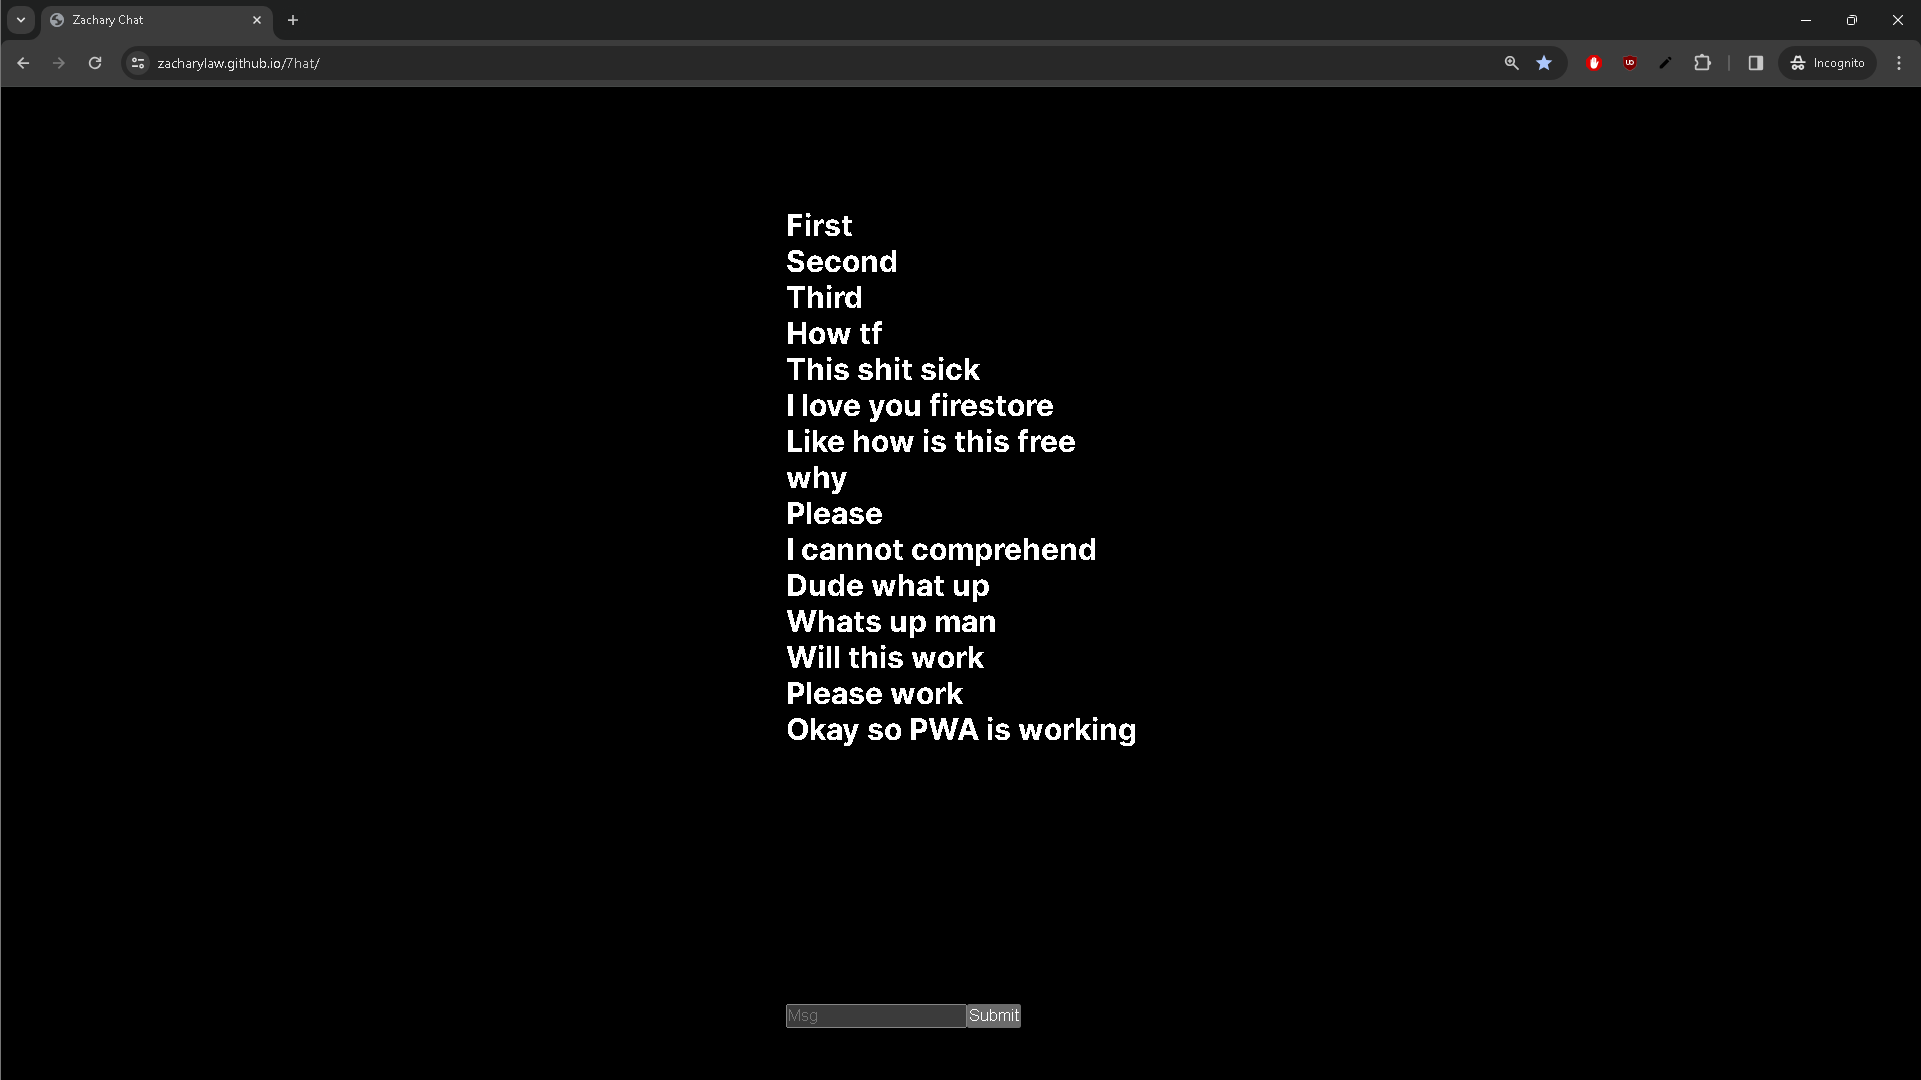 Zachary Chat
zacharylaw.github.io/7hat/
Incognito
First
Second
Third
How tf
This shit sick
I love you firestore
Like how is this free
why
Please
I cannot comprehend
Dude what up
Whats up man
Will this work
Please work
Okay so PWA is working
Msg
Submit